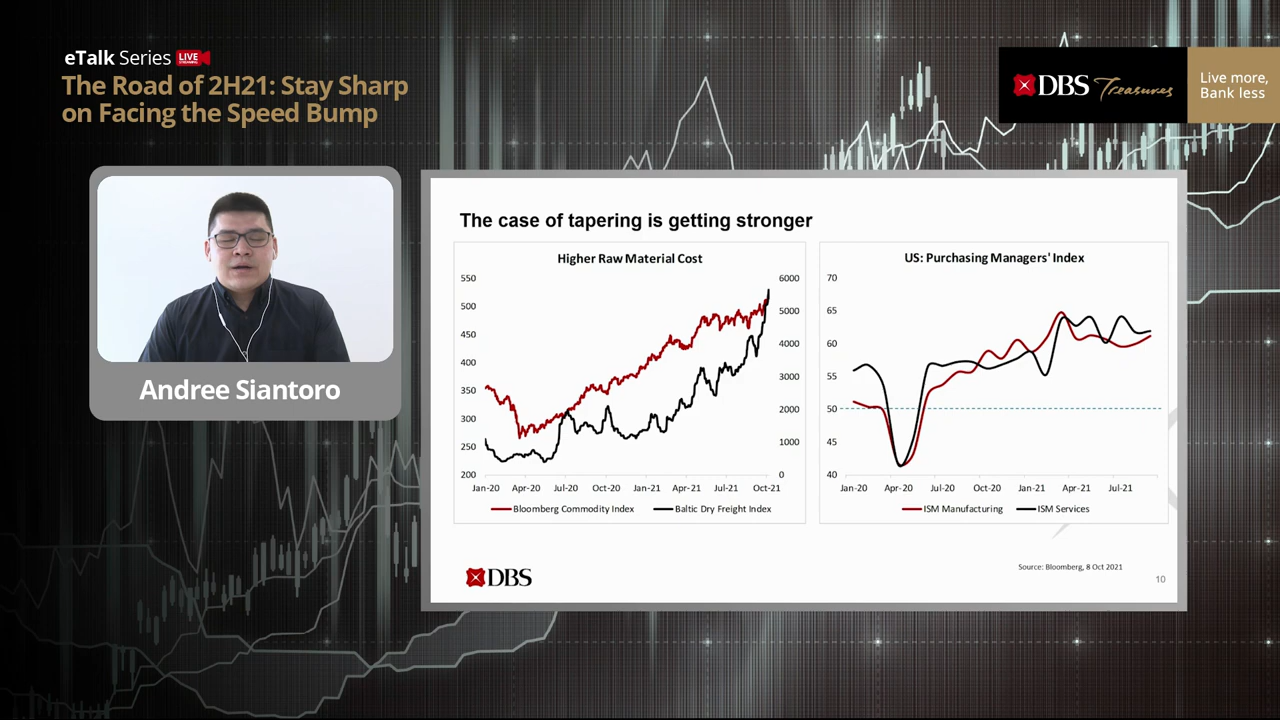 eTalk Series LIVE
The Road of 2H21: Stay Sharp
on Facing the Speed Bump
DBS Treasures
Live more,
Bank less
Andree Siantoro
The case of tapering is getting stronger
Higher Raw Material Cost
550
500
450
400
350
300
250
200
6000
5000
4000
3000
2000
1000
0
Jan-20 Apr-20 Jul-20 Oct-20 Jan-21 Apr-21 Jul-21 Oct-21
Bloomberg Commodity Index Baltic Dry Freight Index
US: Purchasing Managers' Index
70
65
60
55
50
45
40
Jan-20 Apr-20 Jul-20 Oct-20 Jan-21 Apr-21 Jul-21
ISM Manufacturing ISM Services
Source: Bloomberg, 8 Oct 2021
DBS
10